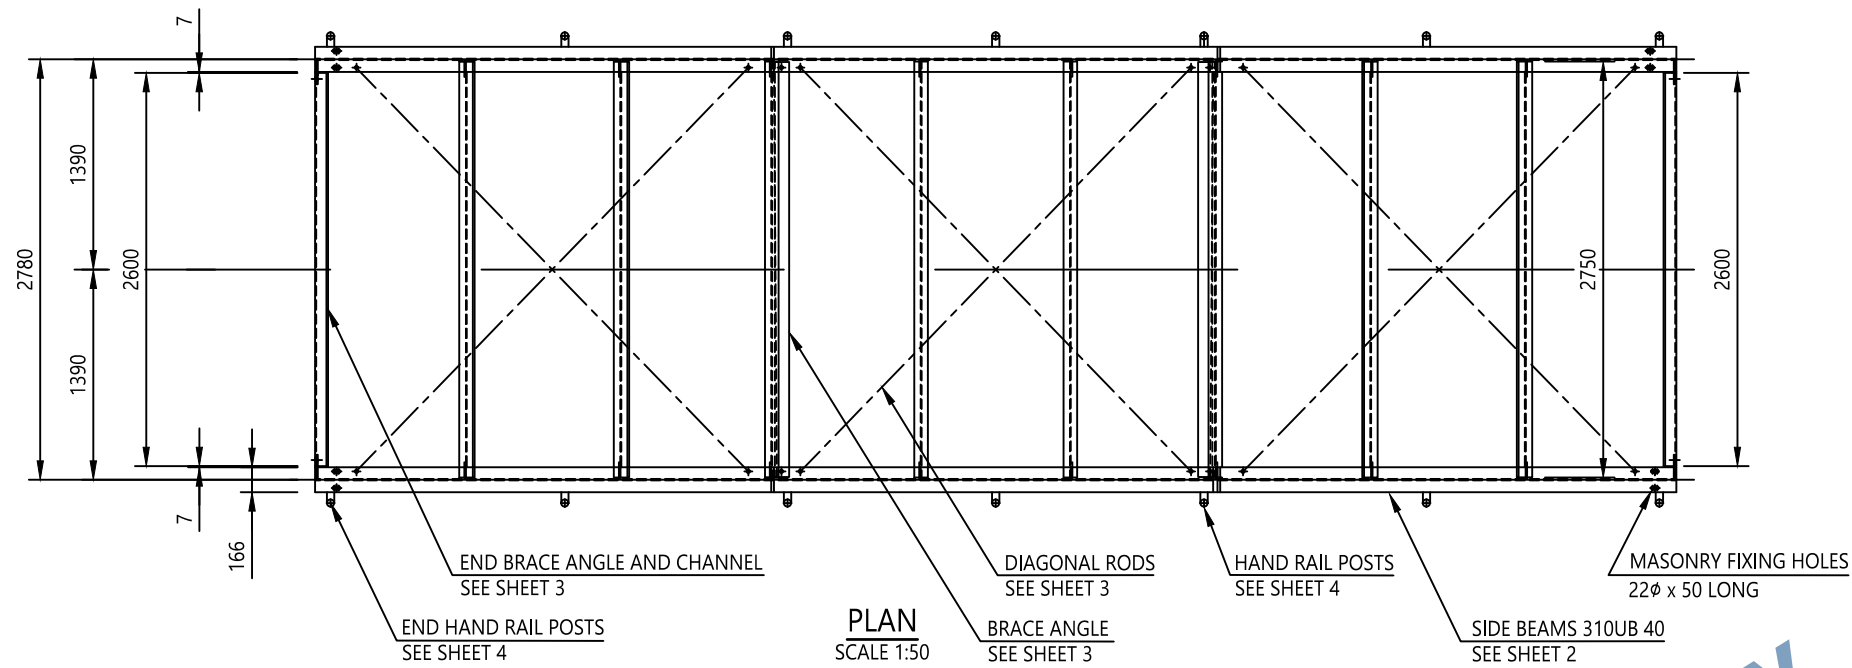 7
2780
1390
1390
2600
7
166
2750
2600
END BRACE ANGLE AND CHANNEL
SEE SHEET 3
DIAGONAL RODS
SEE SHEET 3
HAND RAIL POSTS
SEE SHEET 4
MASONRY FIXING HOLES
22ø x 50 LONG
END HAND RAIL POSTS
SEE SHEET 4
PLAN
SCALE 1:50
BRACE ANGLE
SEE SHEET 3
SIDE BEAMS 310UB 40
SEE SHEET 2